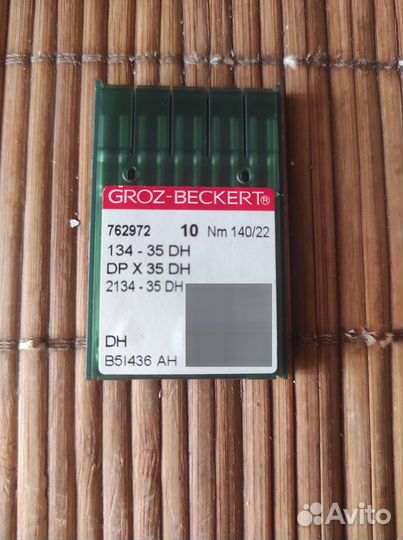 GROZ-BECKERT®
762972 10 Nm 140/22
134 - 35 DH
DP X 35 DH
2134 - 35 DH
DH
B5I436 AH
Avito